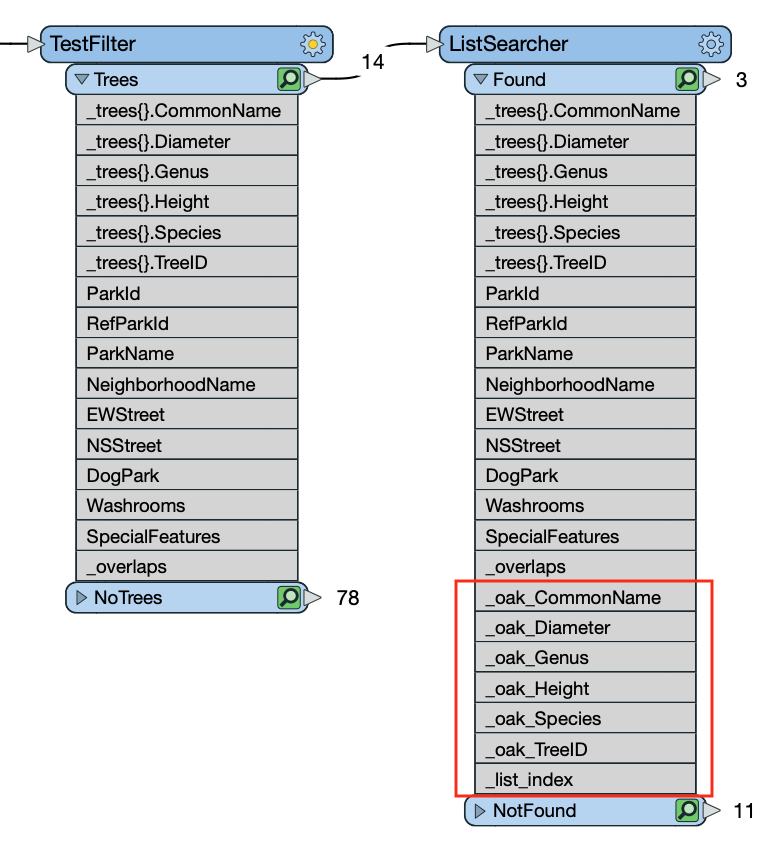 TestFilter
Trees
14
_trees{}.CommonName
_trees{}.Diameter
_trees{}.Genus
_trees{}.Height
_trees{}.Species
_trees{}.TreeID
ParkId
RefParkId
ParkName
NeighborhoodName
EWStreet
NSStreet
DogPark
Washrooms
SpecialFeatures
_overlaps
NoTrees
78
ListSearcher
Found
3
_trees{}.CommonName
_trees{}.Diameter
_trees{}.Genus
_trees{}.Height
_trees{}.Species
_trees{}.TreeID
ParkId
RefParkId
ParkName
NeighborhoodName
EWStreet
NSStreet
DogPark
Washrooms
SpecialFeatures
_overlaps
_oak_CommonName
_oak_Diameter
_oak_Genus
_oak_Height
_oak_Species
_oak_TreeID
_list_index
NotFound
11